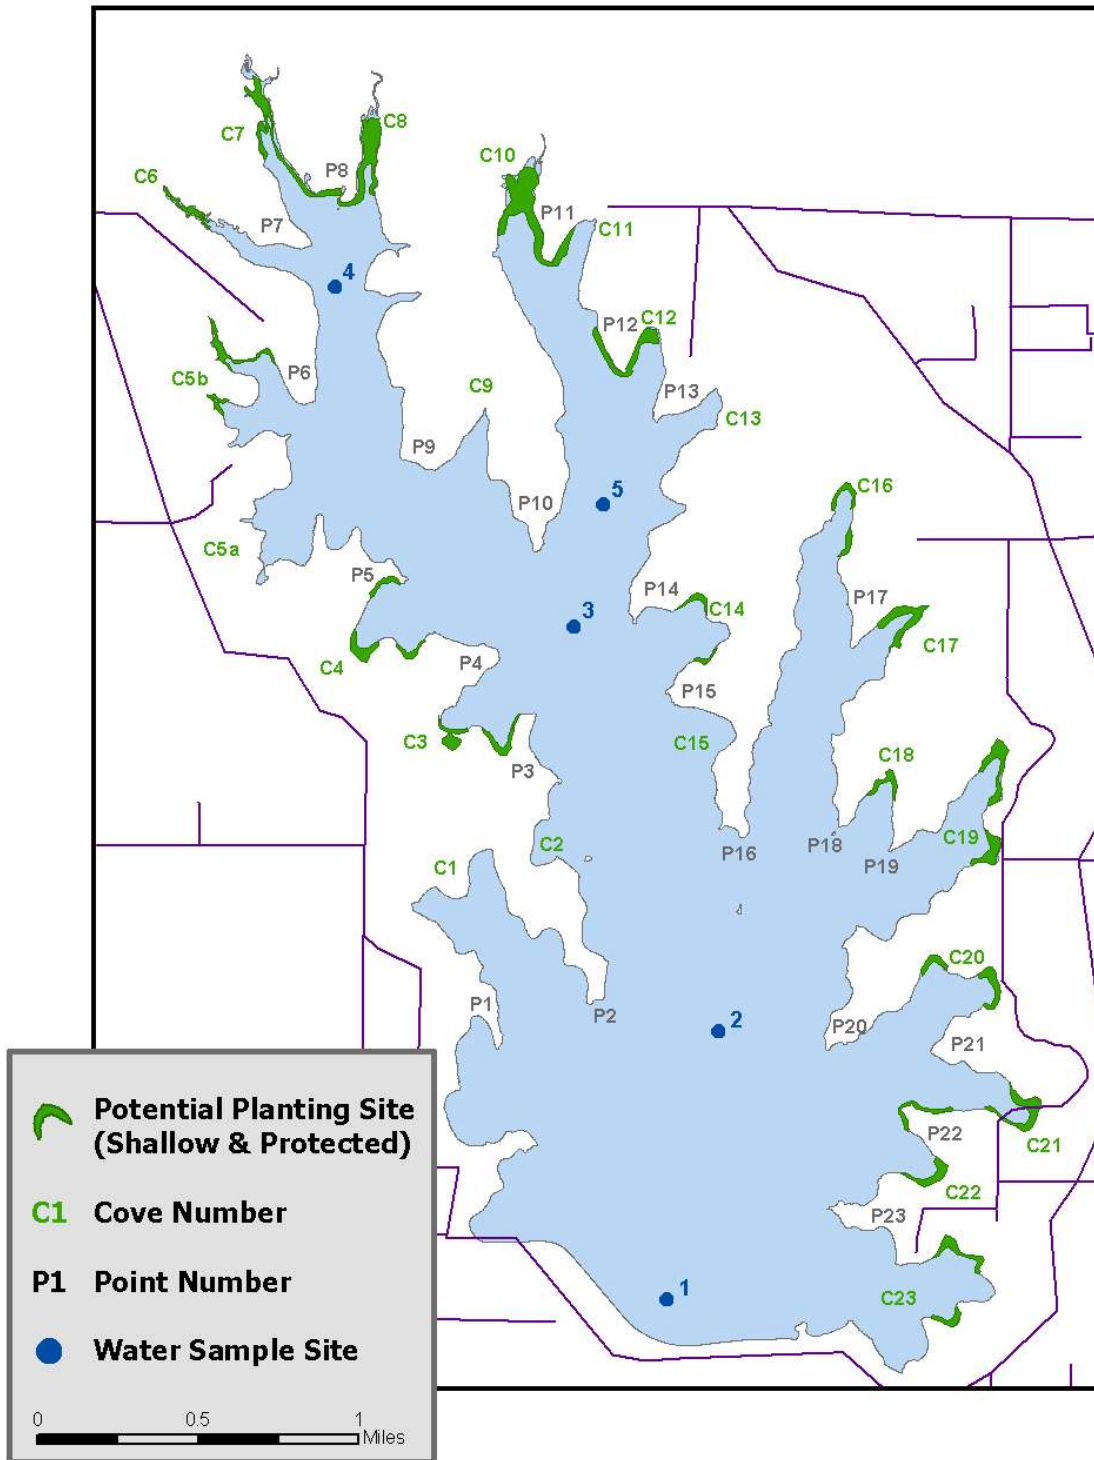 C7
C8
P8
C6
P7
C10
P11
C11
4
P12
C12
P6
C5b
C9
P13
C13
P9
5
P10
C16
C5a
P5
P14
C14
3
P17
C17
C4
P4
P15
C3
P3
C15
C18
C2
P16
P18
C19
P19
C1
C20
P1
P2
2
P20
P21
P22
C21
C22
P23
1
C23
Potential Planting Site
(Shallow & Protected)
C1 Cove Number
P1 Point Number
Water Sample Site
0 0.5 1
Miles